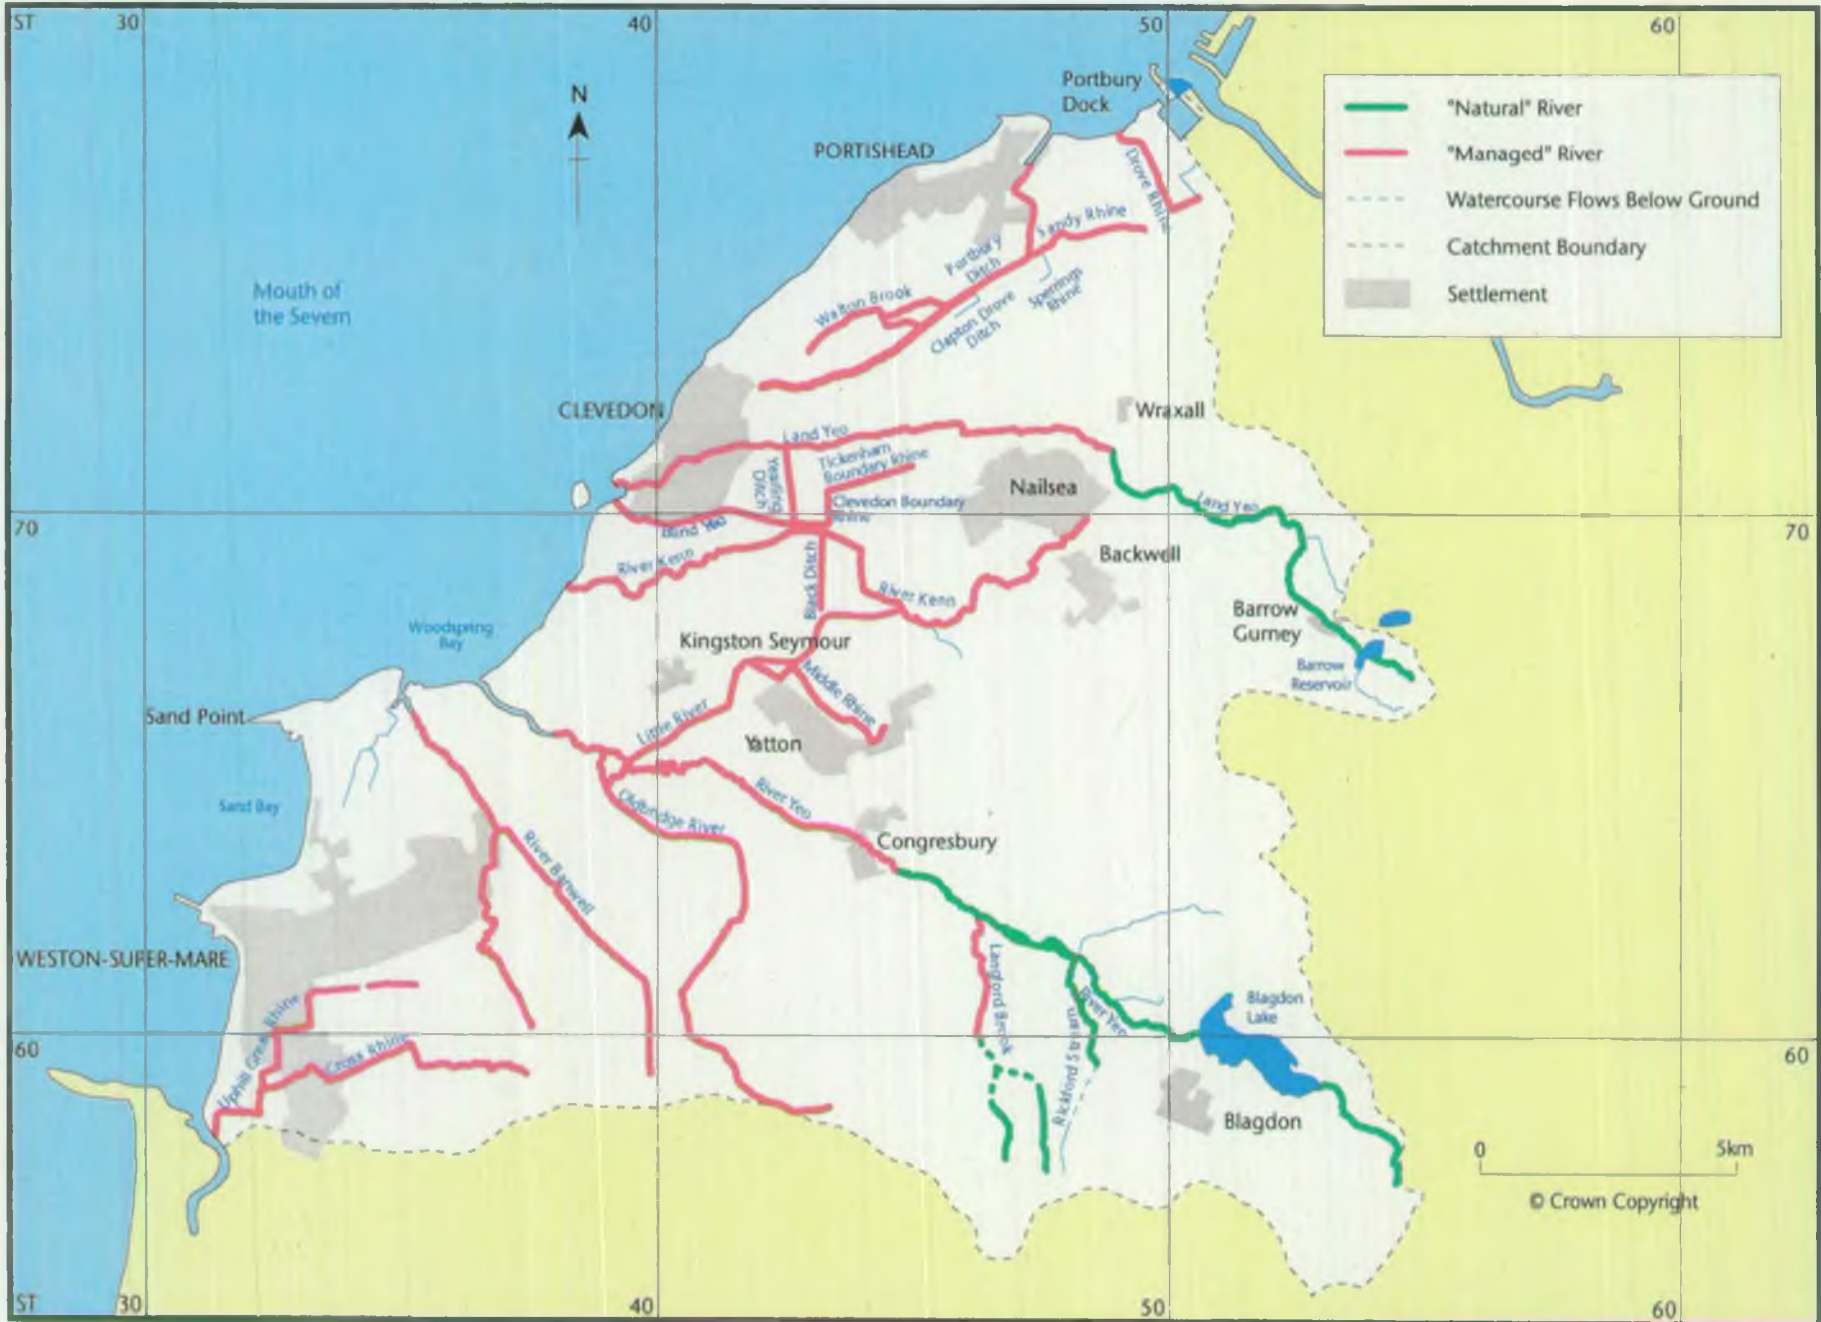 ST
30
40
50
60
N
Portbury
Dock
PORTISHEAD
Drove Rhine
Sandy Rhine
Portbury
Ditch
Walton Brook
Clapton Drove
Ditch
Spennings
Rhine
"Natural" River
"Managed" River
Watercourse Flows Below Ground
Catchment Boundary
Settlement
Mouth of
the Severn
CLEVEDON
Wraxall
Land Yeo
Tickenham
Boundary Rhine
Yearling
Ditch
Nailsea
Clevedon Boundary
Rhine
Land Yeo
70
70
Blind Yeo
Backwell
River Kenn
Black Ditch
River Kenn
Barrow
Gurney
Woodspring
Bay
Kingston Seymour
Barrow
Reservoir
Middle Rhine
Sand Point
Little River
Yatton
Sand Bay
River Yeo
Oldbridge River
Congresbury
River Banwell
WESTON-SUPER-MARE
Langford Brook
River Yeo
Rickford Stream
Blagdon
Lake
Uphill Great Rhine
Cross Rhine
60
60
Blagdon
0
5km
© Crown Copyright
ST
30
40
50
60